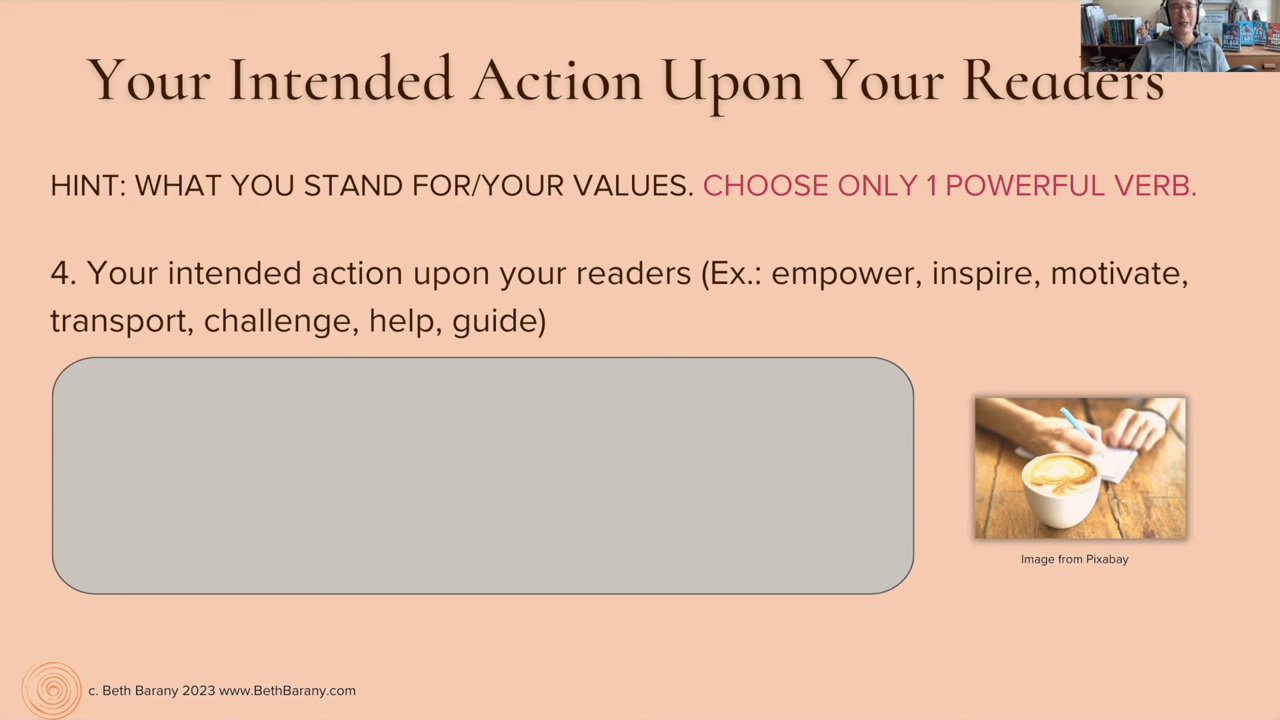 Your Intended Action Upon Your Readers
HINT: WHAT YOU STAND FOR/YOUR VALUES. CHOOSE ONLY 1 POWERFUL VERB.
4. Your intended action upon your readers (Ex.: empower, inspire, motivate,
transport, challenge, help, guide)
Image from Pixabay
c. Beth Barany 2023 www.BethBarany.com